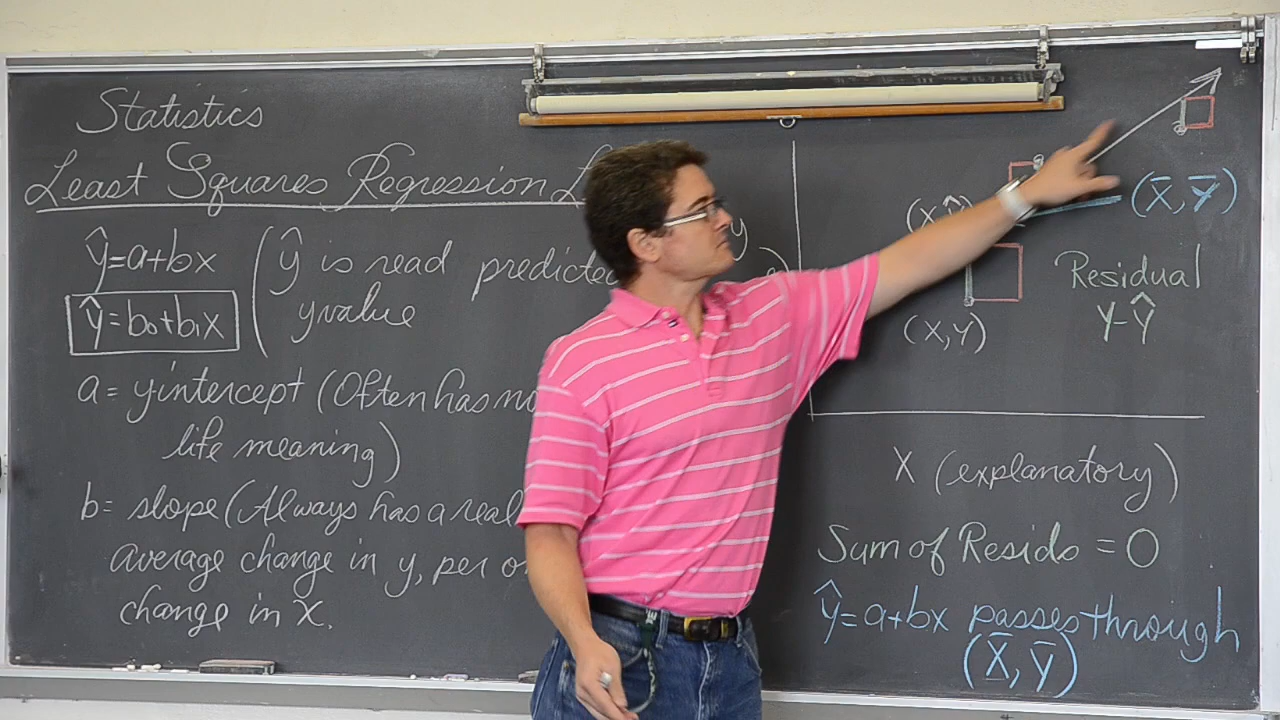 Statistics
Least Squares Regression L
ŷ=a+bx
ŷ=b₀+b₁x
(ŷ is read predicted
y value
a= y intercept (Often has no
life meaning)
b= slope (Always has a real
average change in y, per o
change in x.
y
)
(X,Ŷ)
(X̄,Ȳ)
(X,Y)
Residual
Y-Ŷ
X (explanatory)
Sum of Resids = 0
ŷ=a+bx passes through
(X̄,Ȳ)